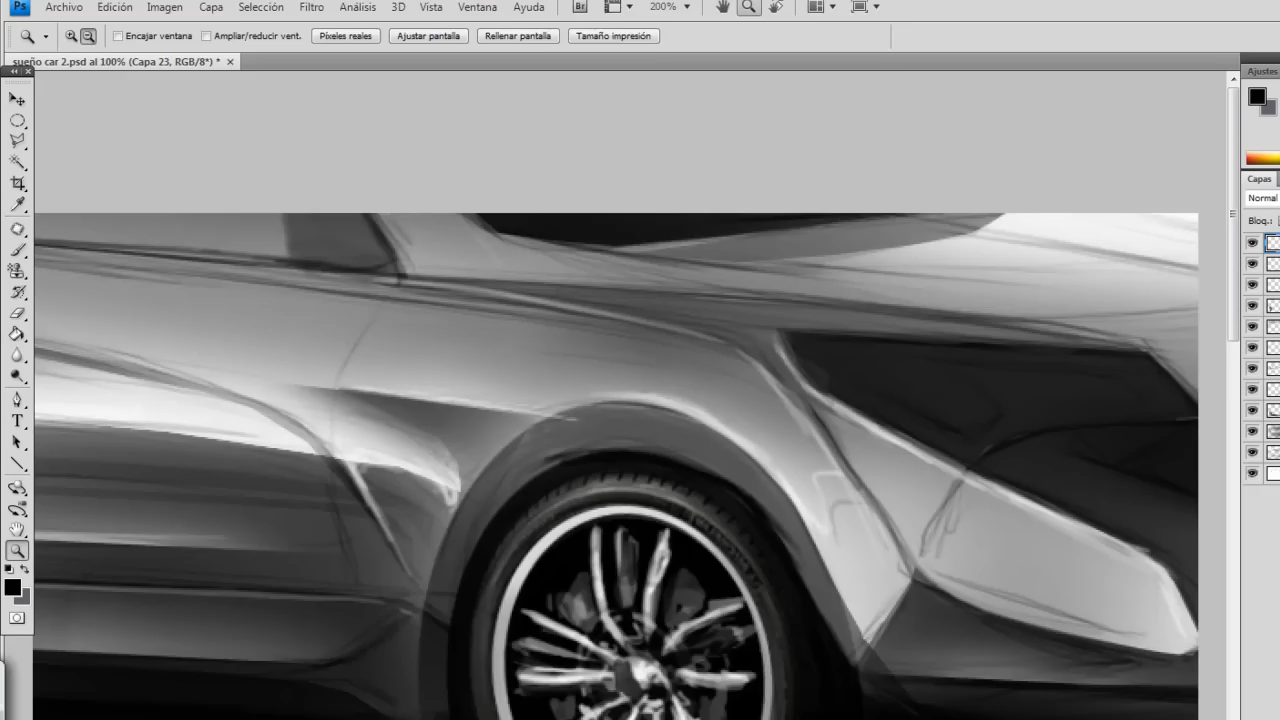 Ps Archivo Edición Imagen Capa Selección Filtro Análisis 3D Vista Ventana Ayuda Br 200%
Encajar ventana Ampliar/reducir vent. Píxeles reales Ajustar pantalla Rellenar pantalla Tamaño impresión
sueño car 2.psd al 100% (Capa 23, RGB/8*) *
Ajustes
Capas
Normal
Bloq.:
T